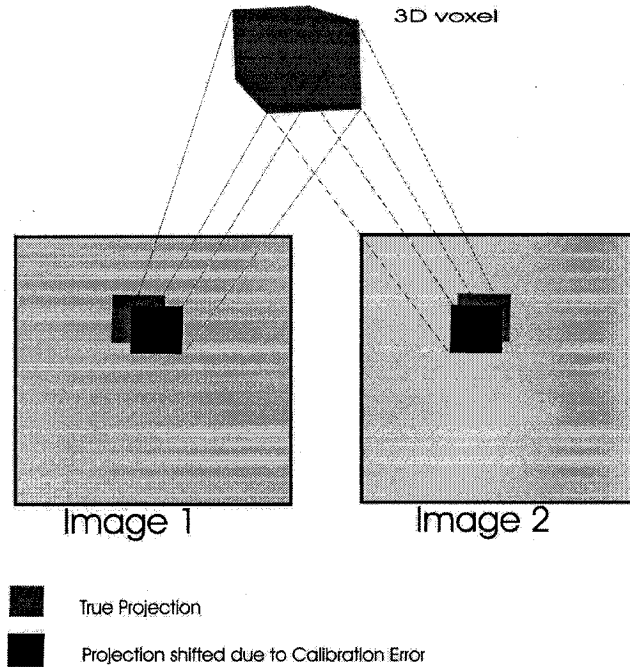 3D voxel
Image 1
Image 2
True Projection
Projection shifted due to Calibration Error